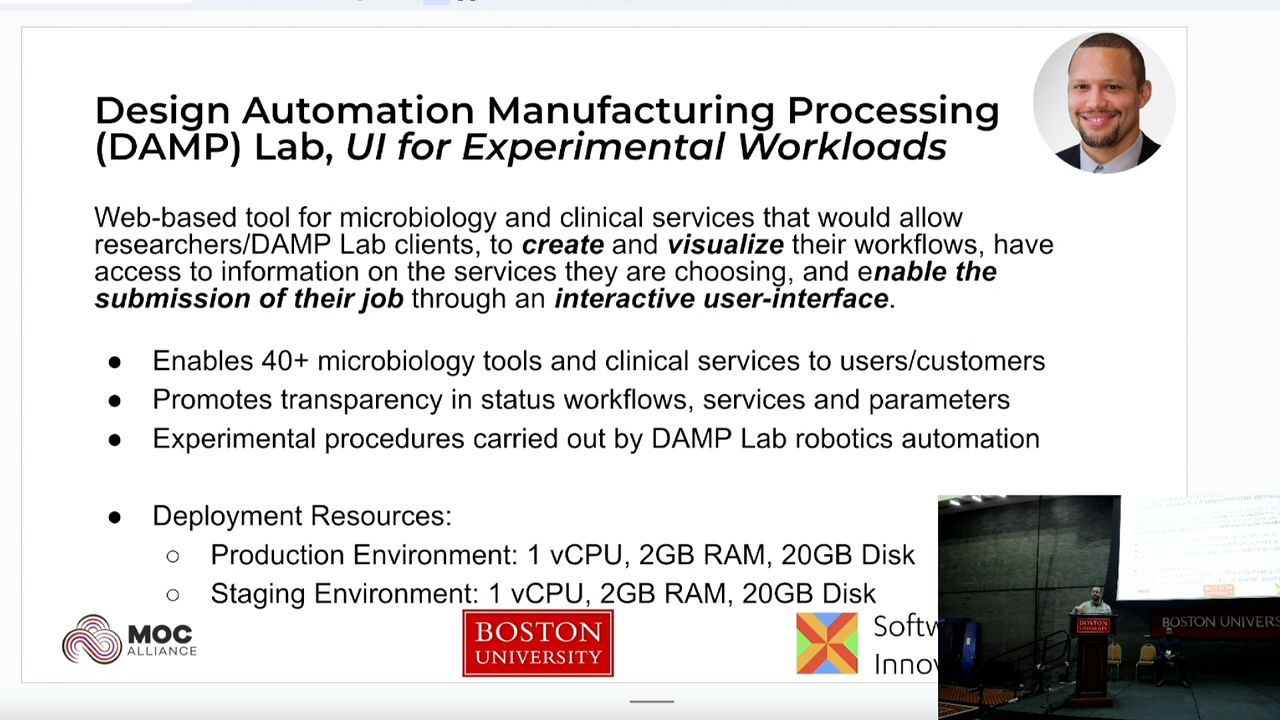 Design Automation Manufacturing Processing
(DAMP) Lab, UI for Experimental Workloads
Web-based tool for microbiology and clinical services that would allow
researchers/DAMP Lab clients, to create and visualize their workflows, have
access to information on the services they are choosing, and enable the
submission of their job through an interactive user-interface.
● Enables 40+ microbiology tools and clinical services to users/customers
● Promotes transparency in status workflows, services and parameters
● Experimental procedures carried out by DAMP Lab robotics automation
● Deployment Resources:
○ Production Environment: 1 vCPU, 2GB RAM, 20GB Disk
○ Staging Environment: 1 vCPU, 2GB RAM, 20GB Disk
MOC
ALLIANCE
BOSTON
UNIVERSITY
Softw
Innov
BOSTON
UNIVERSITY
BOSTON UNIVERS